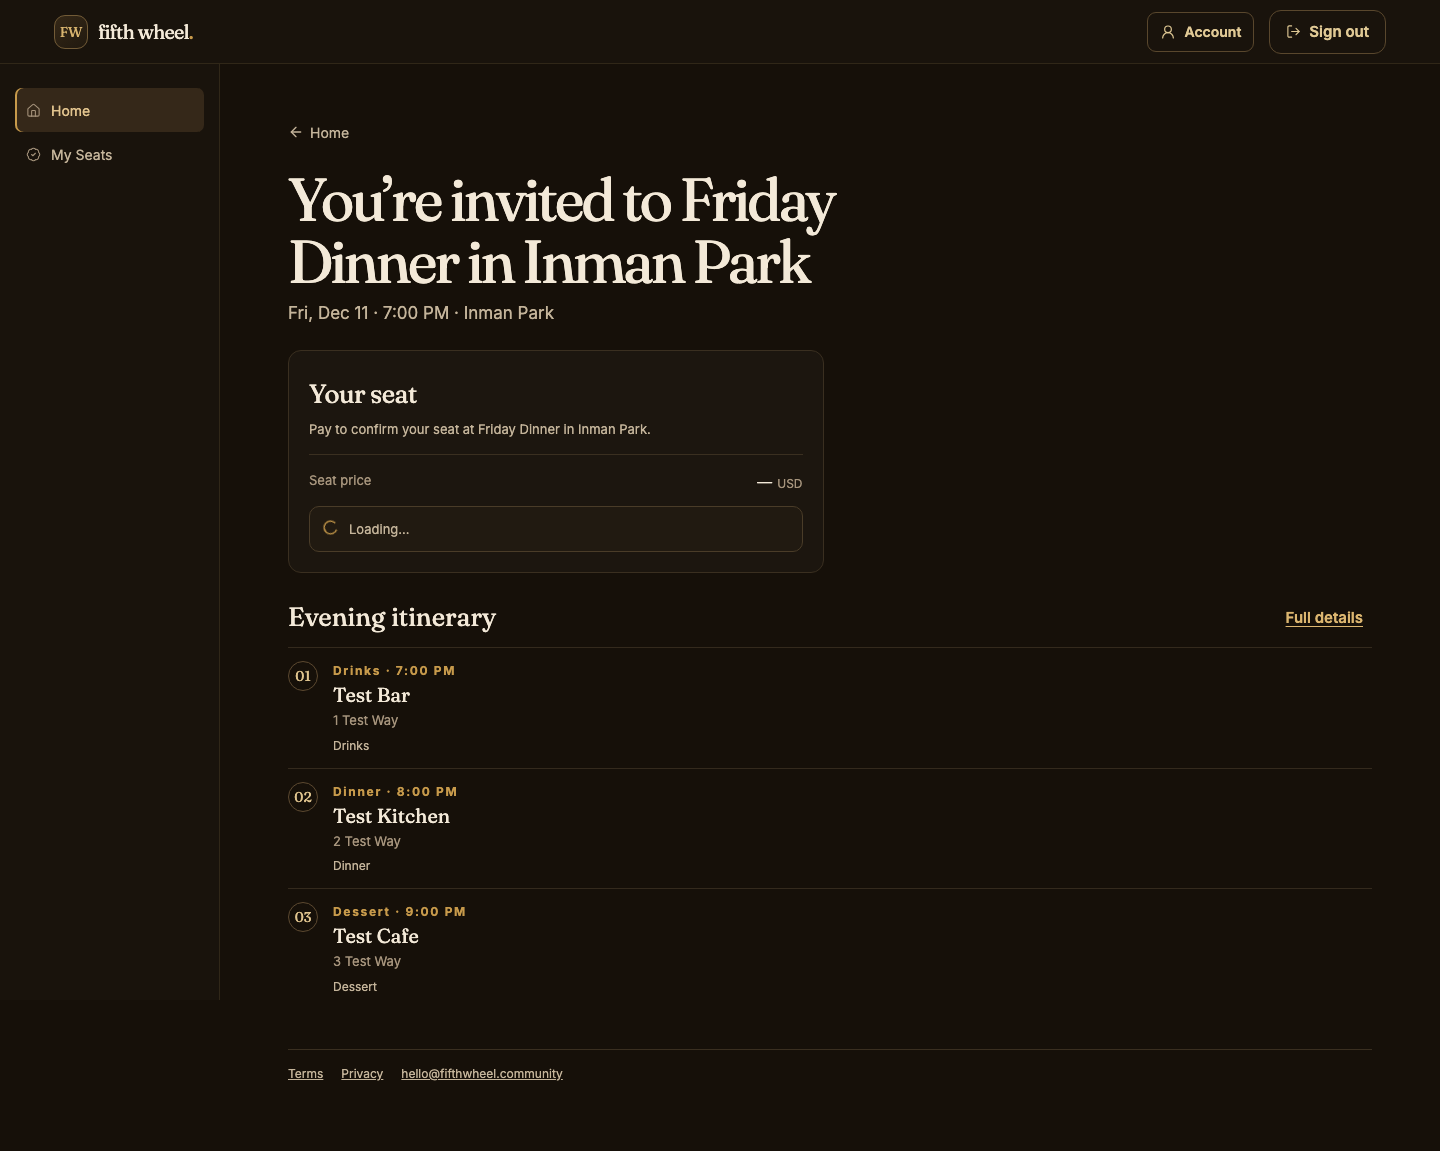 FW fifth wheel.
Account
Sign out
Home
My Seats
Home
You’re invited to Friday
Dinner in Inman Park
Fri, Dec 11 · 7:00 PM · Inman Park
Your seat
Pay to confirm your seat at Friday Dinner in Inman Park.
Seat price
— USD
Loading...
Evening itinerary
Full details
01
Drinks · 7:00 PM
Test Bar
1 Test Way
Drinks
02
Dinner · 8:00 PM
Test Kitchen
2 Test Way
Dinner
03
Dessert · 9:00 PM
Test Cafe
3 Test Way
Dessert
Terms Privacy hello@fifthwheel.community